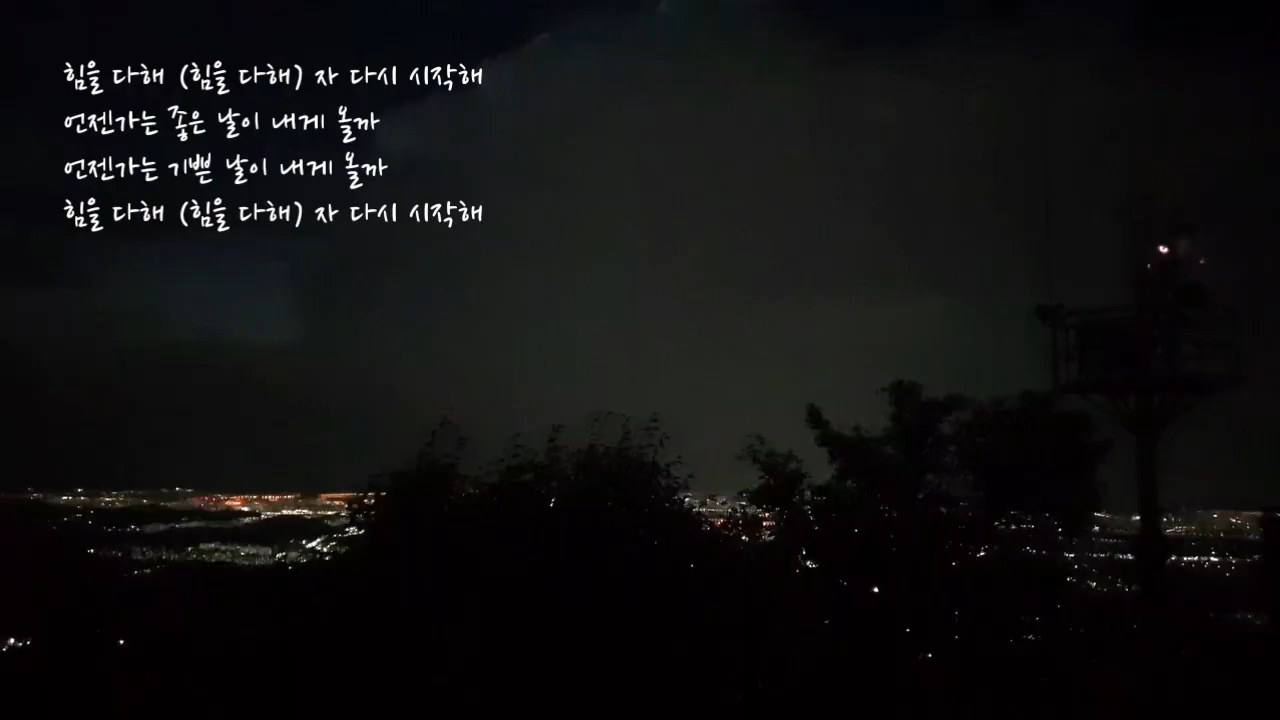 힘을 다해 (힘을 다해) 자 다시 시작해
언젠가는 좋은 날이 내게 올까
언젠가는 기쁜 날이 내게 올까
힘을 다해 (힘을 다해) 자 다시 시작해